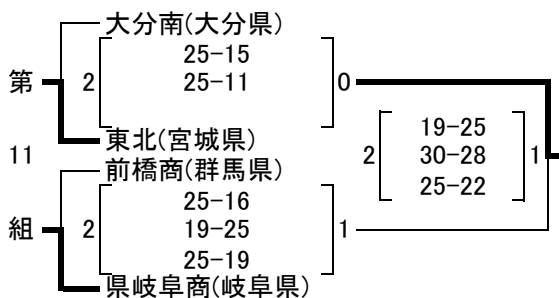 大分南(大分県)
25-15
第 2 25-11 0
東北(宮城県)
19-25
11 2 30-28 1
前橋商(群馬県)
25-22
25-16
組 2 19-25 1
25-19
県岐阜商(岐阜県)